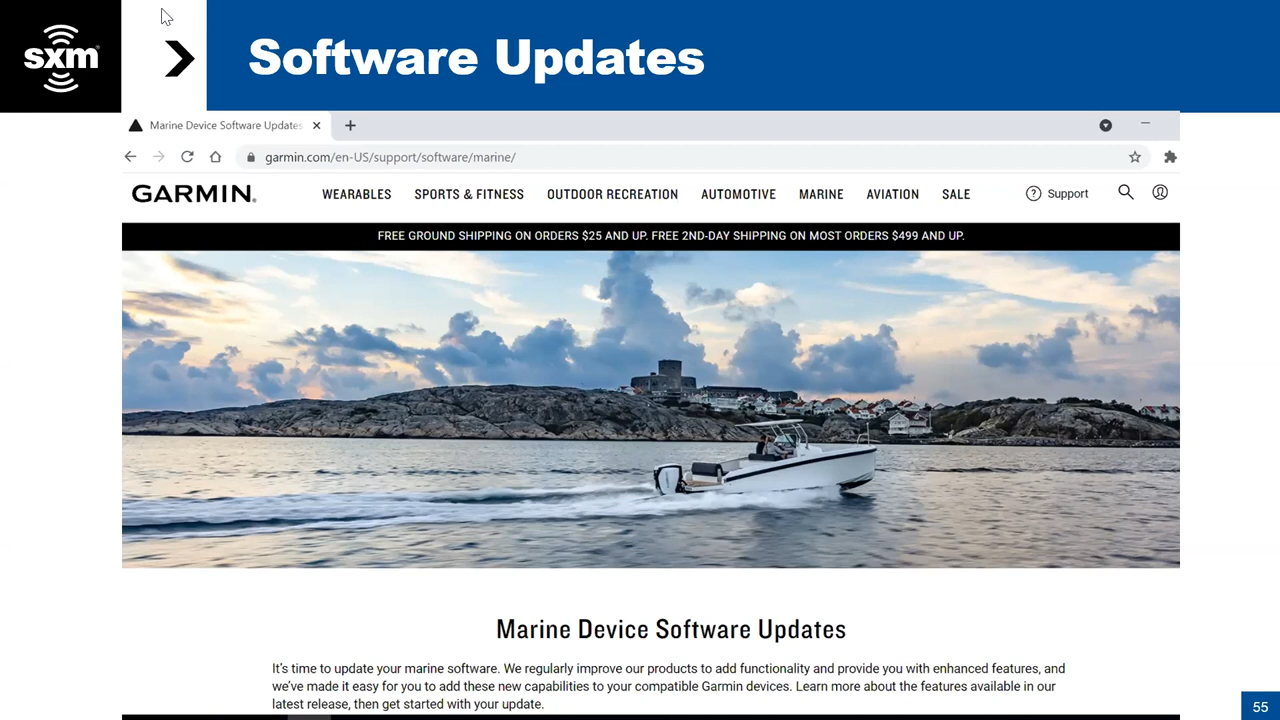 sxm
Software Updates
Marine Device Software Updates
garmin.com/en-US/support/software/marine/
GARMIN.
WEARABLES SPORTS & FITNESS OUTDOOR RECREATION AUTOMOTIVE MARINE AVIATION SALE Support
FREE GROUND SHIPPING ON ORDERS $25 AND UP. FREE 2ND-DAY SHIPPING ON MOST ORDERS $499 AND UP.
Marine Device Software Updates
It's time to update your marine software. We regularly improve our products to add functionality and provide you with enhanced features, and
we've made it easy for you to add these new capabilities to your compatible Garmin devices. Learn more about the features available in our
latest release, then get started with your update.
55